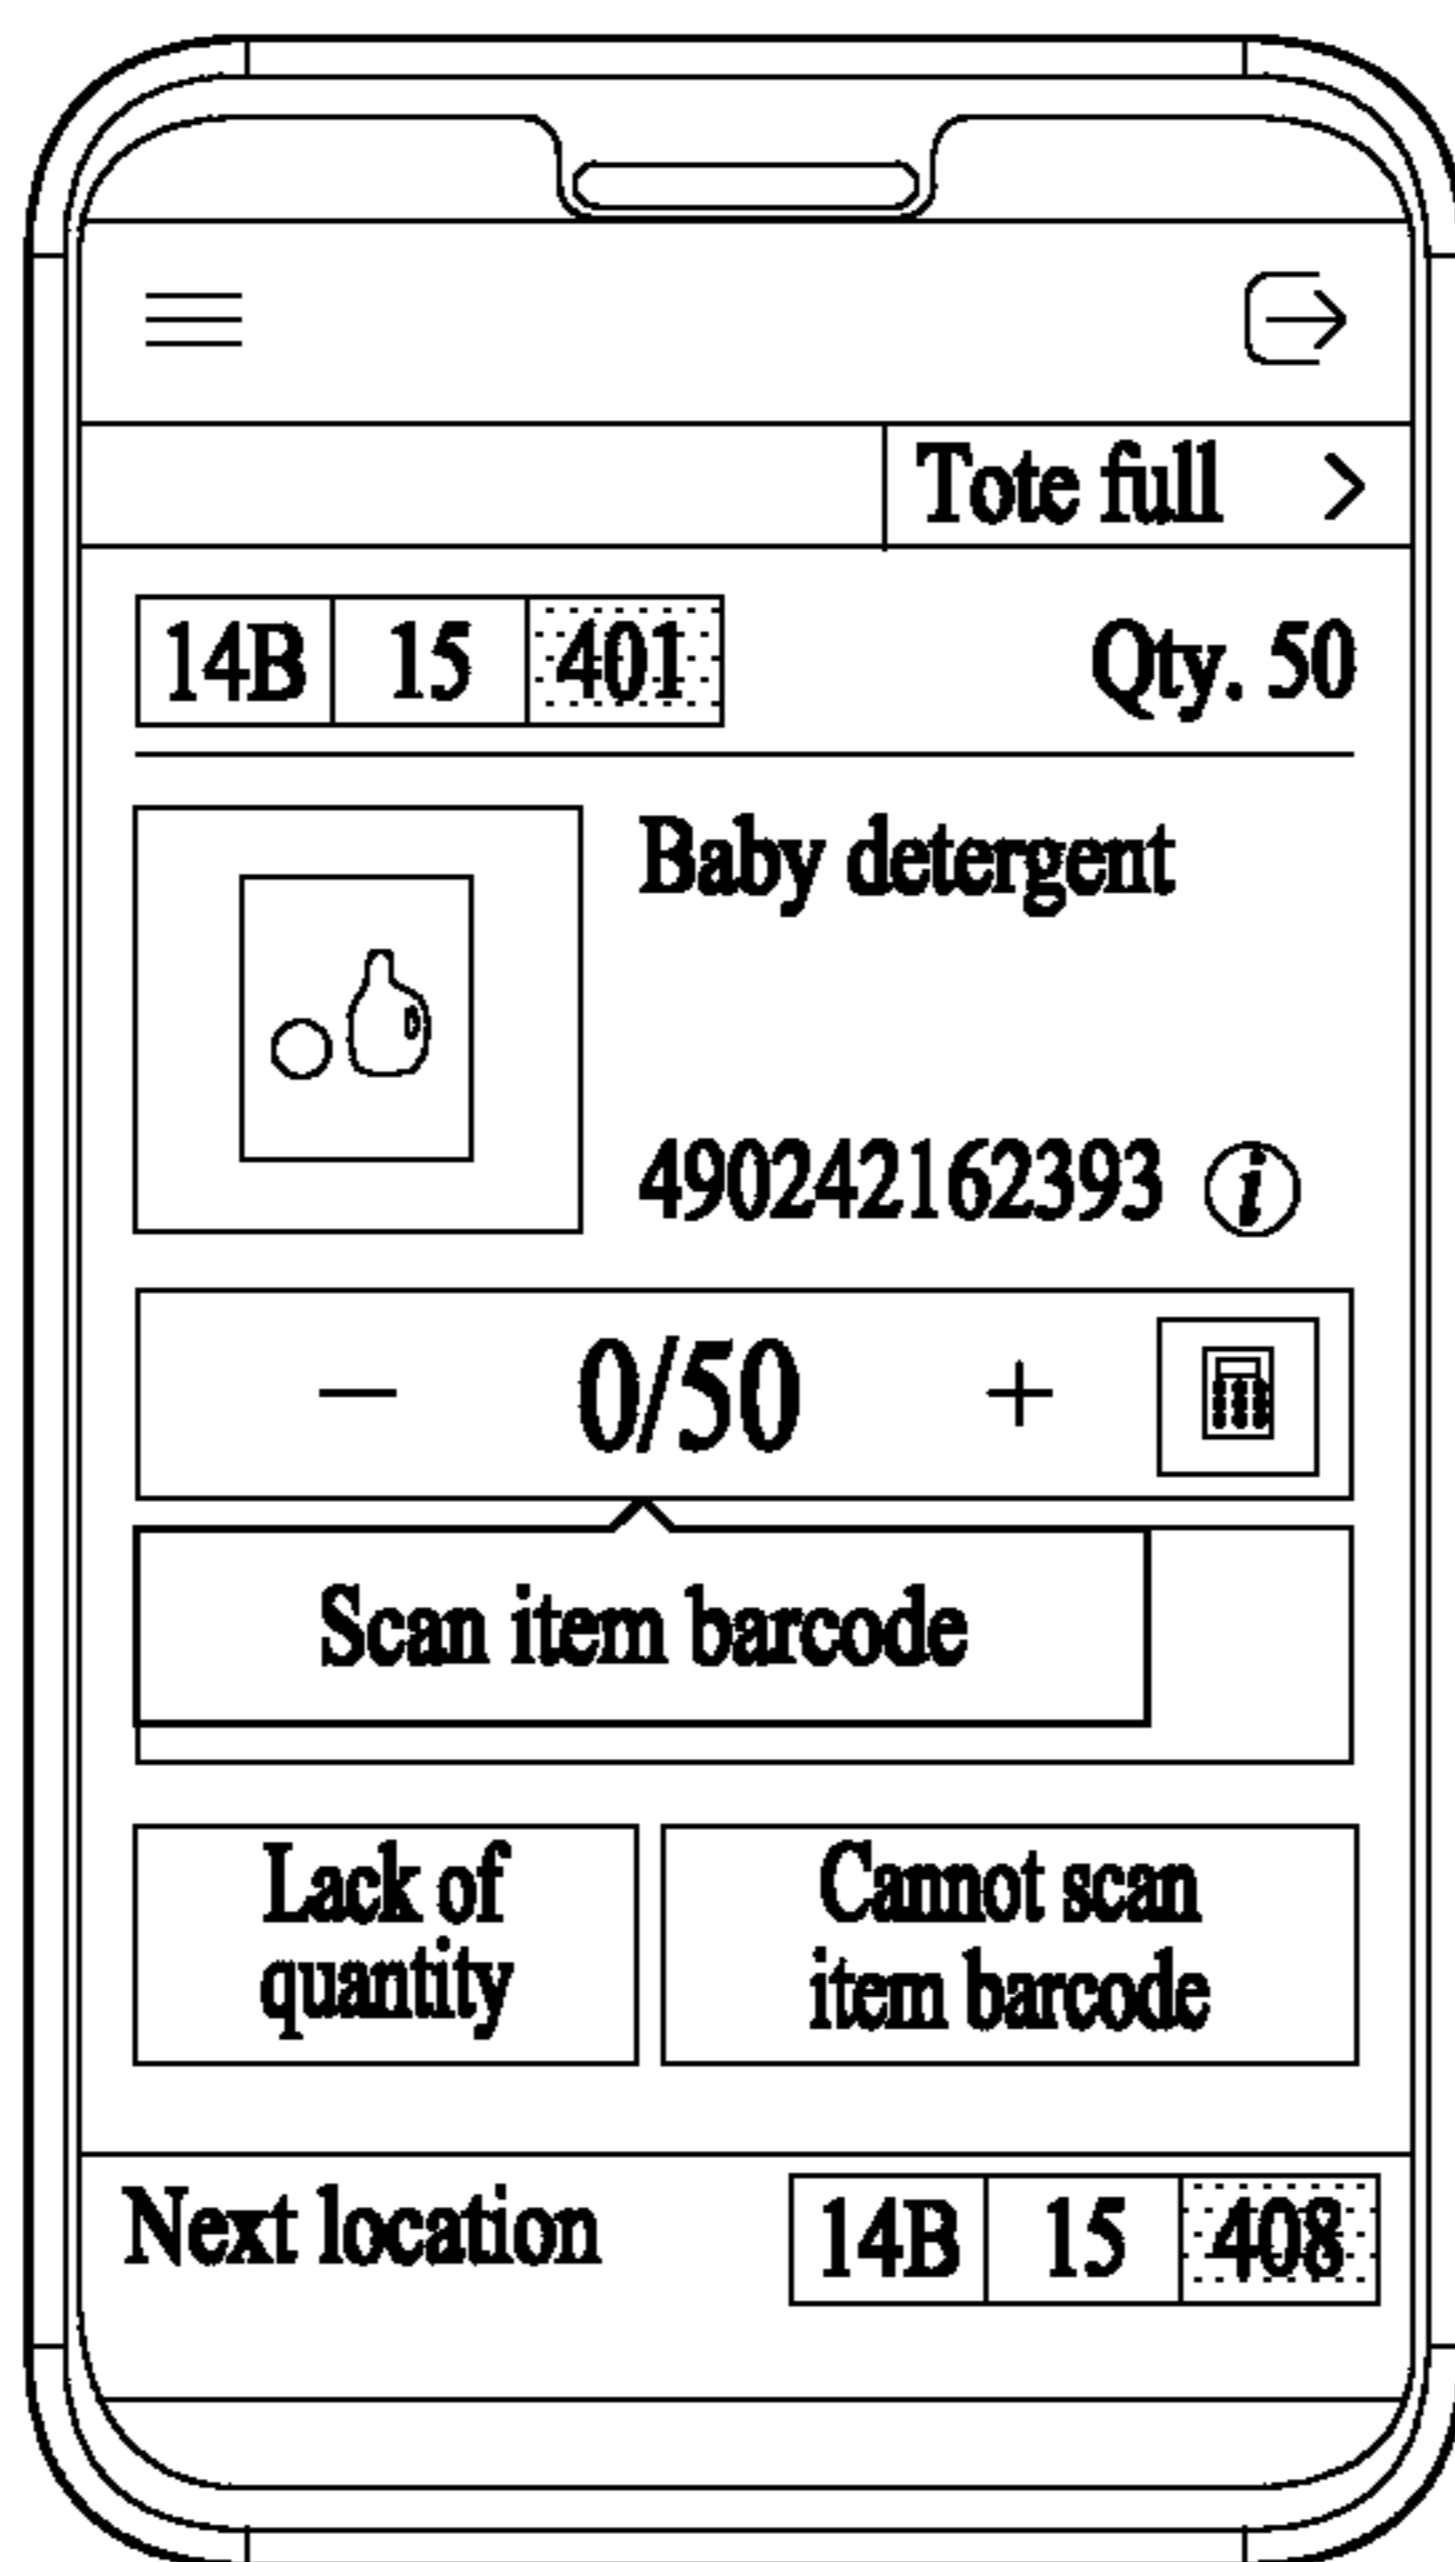 Tote full >
14B 15 401 Qty. 50
Baby detergent
490242162393 i
− 0/50 +
Scan item barcode
Lack of
quantity
Cannot scan
item barcode
Next location 14B 15 408